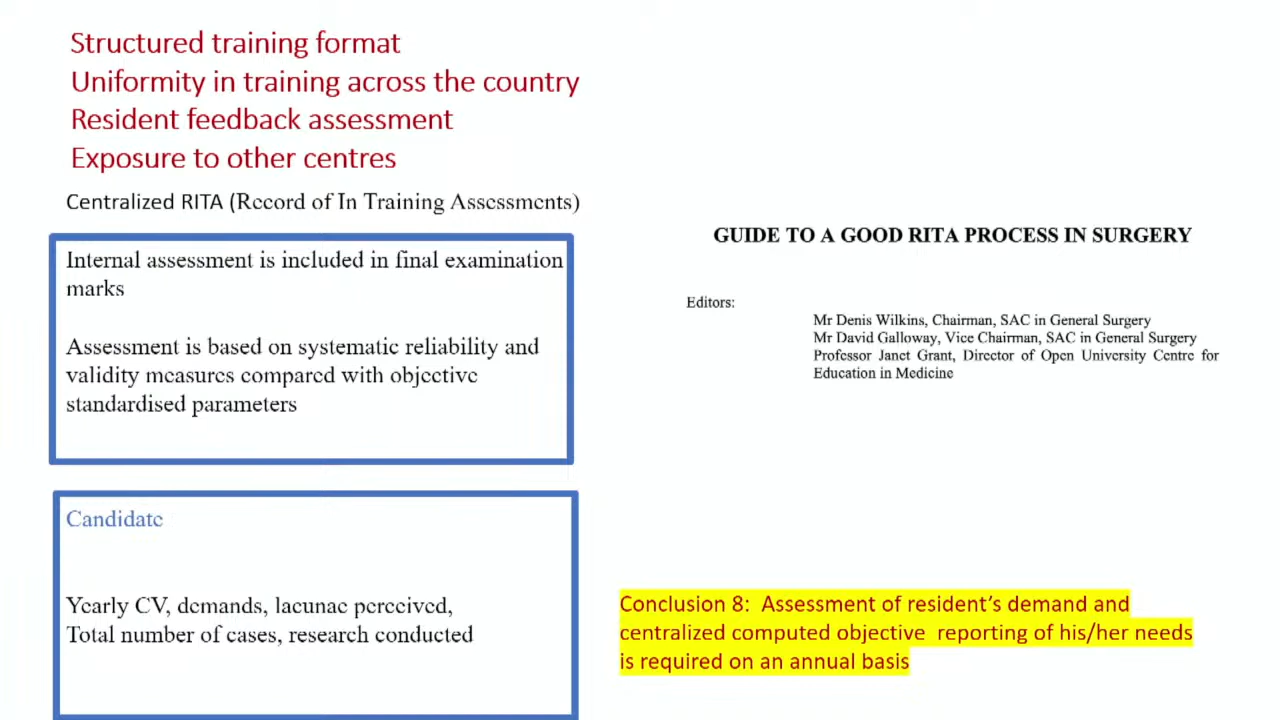 Structured training format
Uniformity in training across the country
Resident feedback assessment
Exposure to other centres
Centralized RITA (Record of In Training Assessments)
Internal assessment is included in final examination
marks
Assessment is based on systematic reliability and
validity measures compared with objective
standardised parameters
Candidate
Yearly CV, demands, lacunae perceived,
Total number of cases, research conducted
GUIDE TO A GOOD RITA PROCESS IN SURGERY
Editors:
Mr Denis Wilkins, Chairman, SAC in General Surgery
Mr David Galloway, Vice Chairman, SAC in General Surgery
Professor Janet Grant, Director of Open University Centre for
Education in Medicine
Conclusion 8: Assessment of resident’s demand and
centralized computed objective reporting of his/her needs
is required on an annual basis